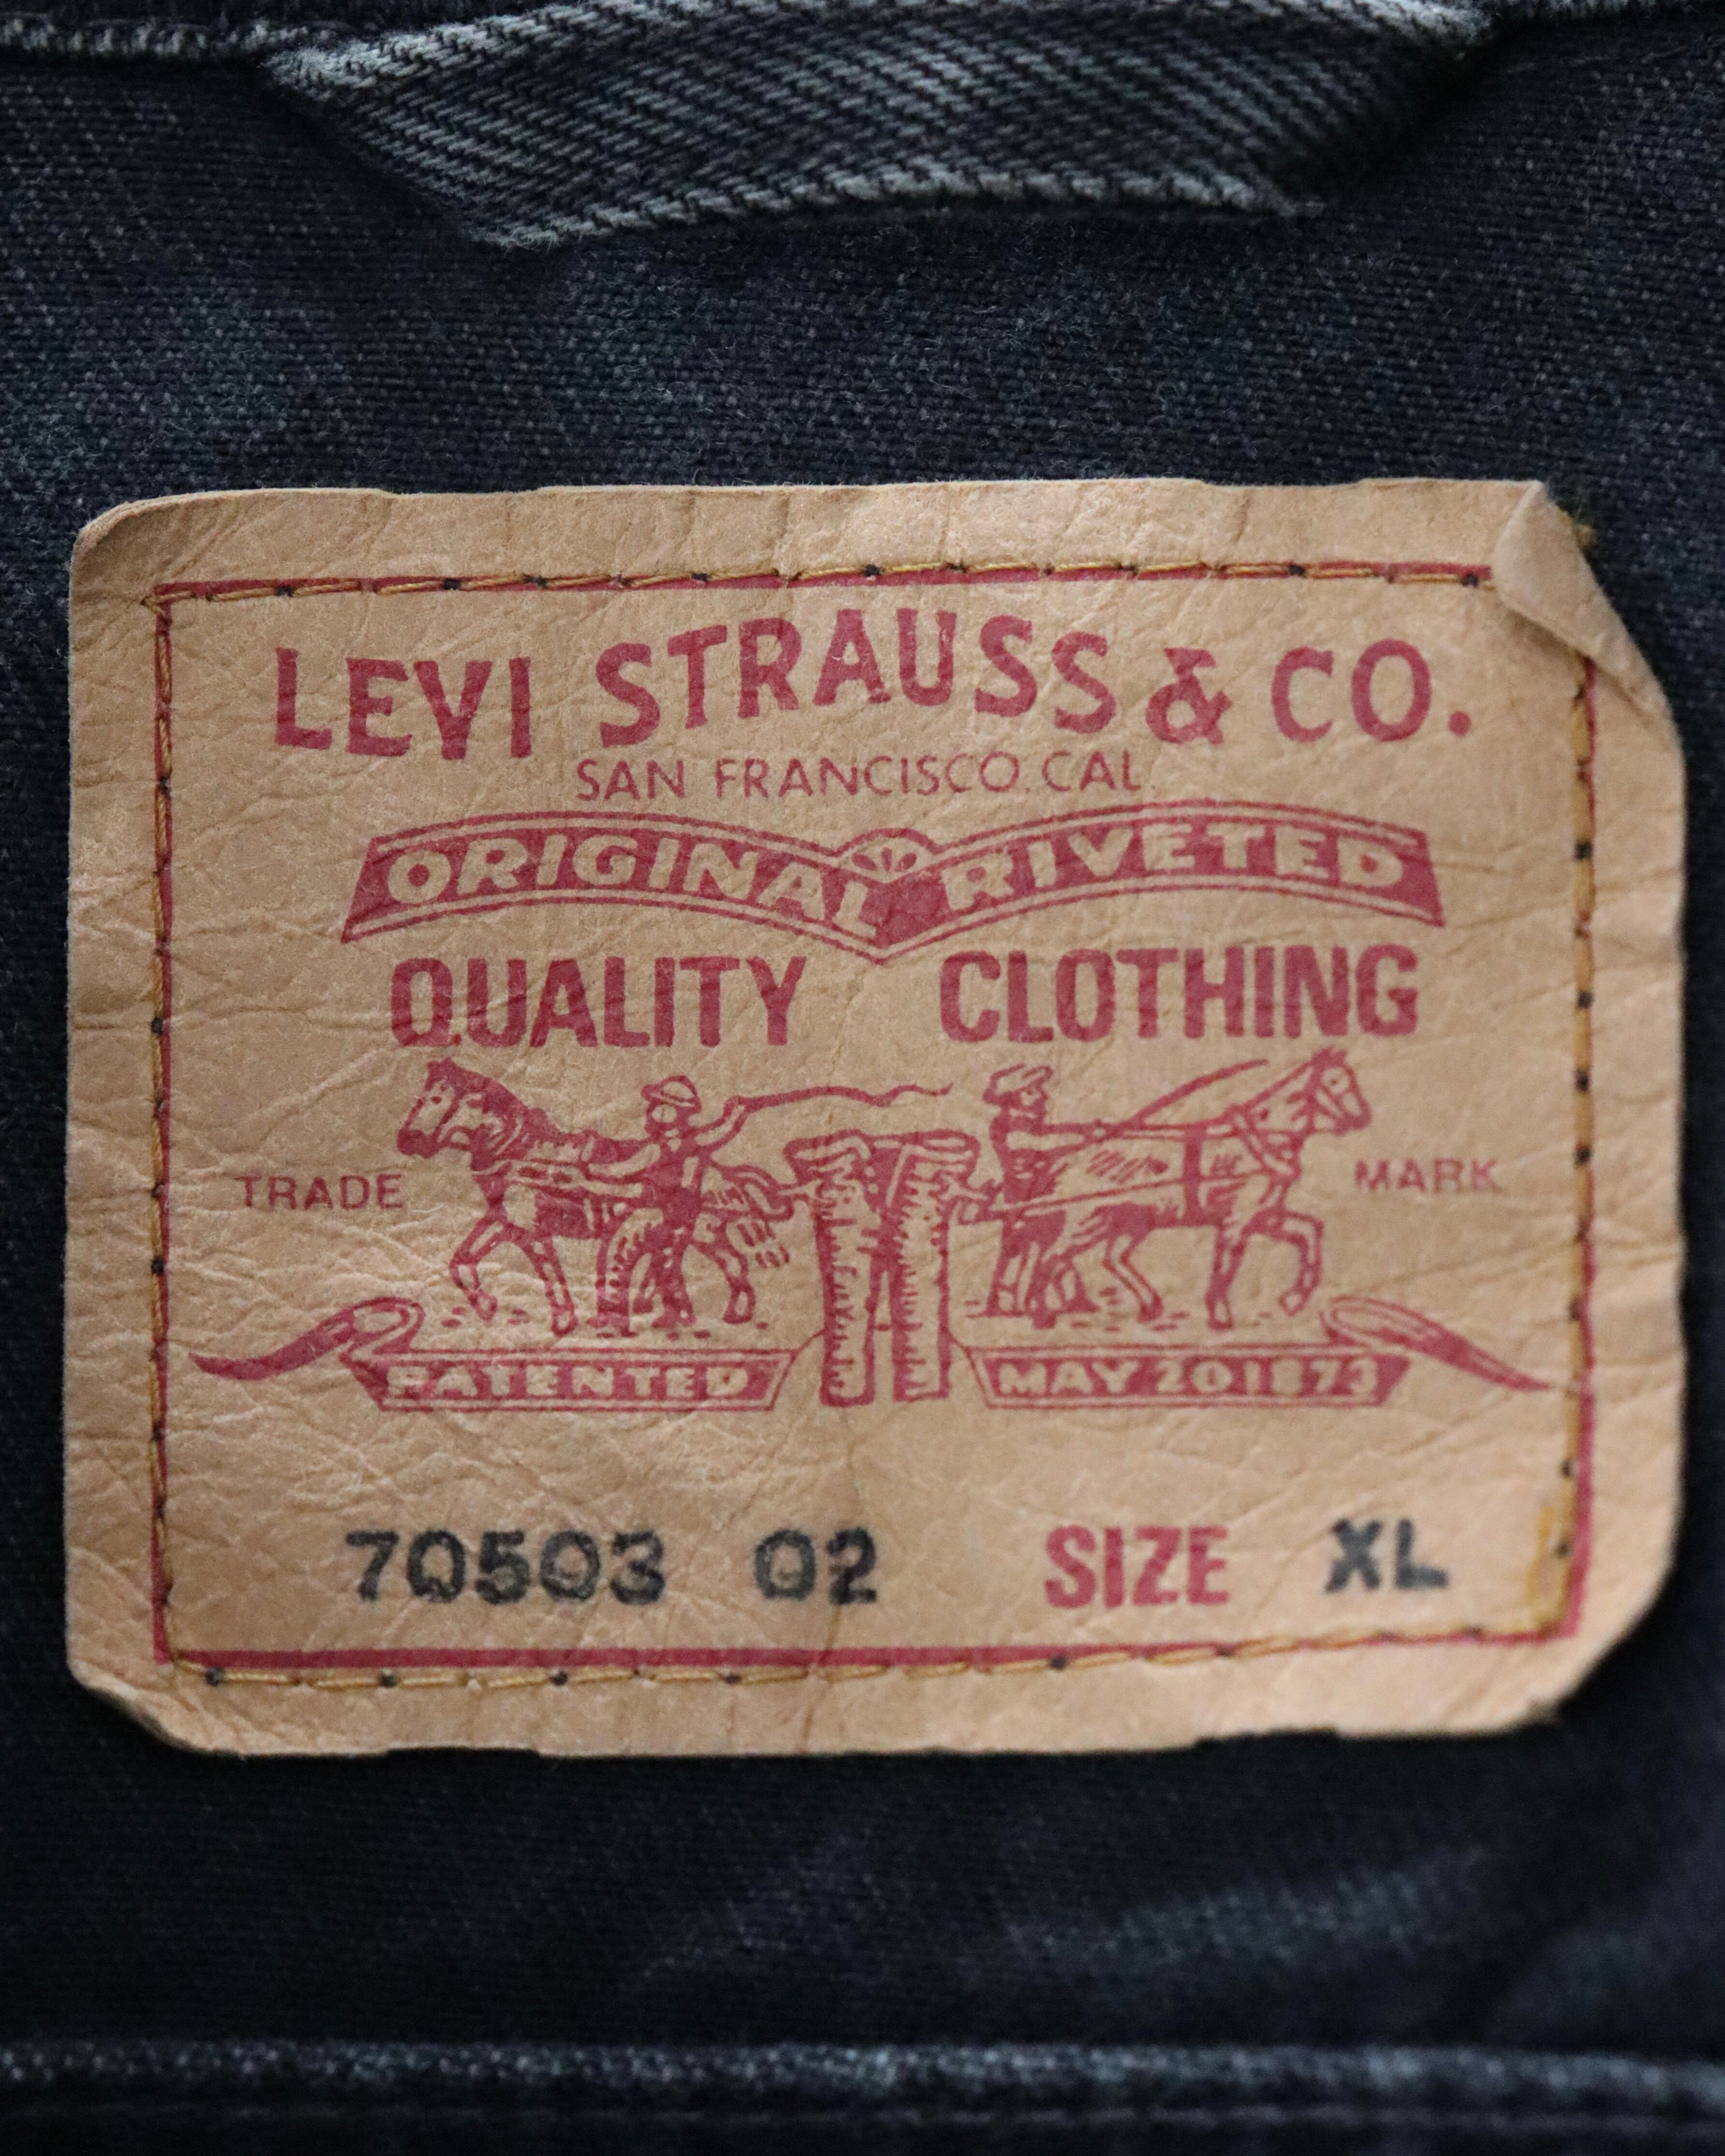 LEVI STRAUSS & CO.
SAN FRANCISCO. CAL.
ORIGINAL RIVETED
QUALITY CLOTHING
TRADE MARK
PATENTED MAY 20 1873
70503 02 SIZE XL